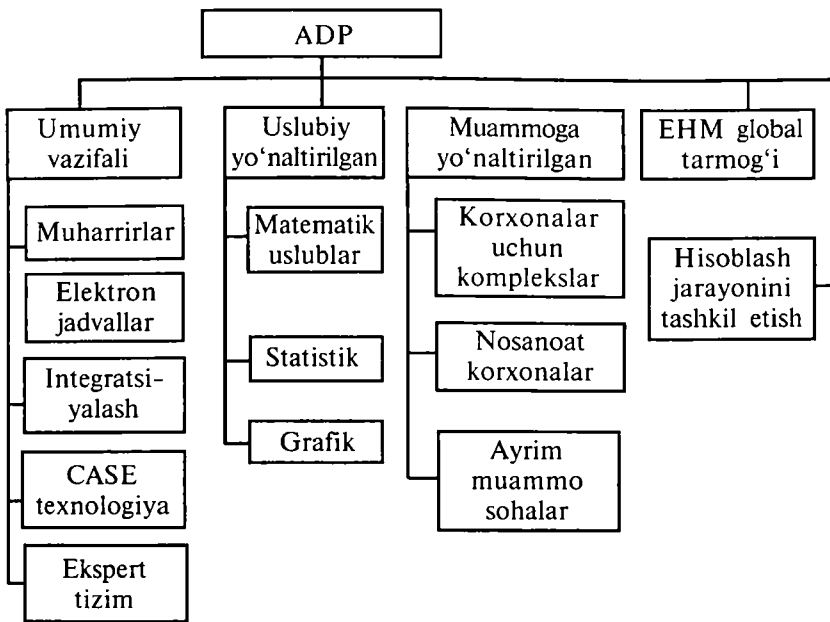 ADP
Umumiy
vazifali
Muharrirlar
Elektron
jadvallar
Integratsi-
yalash
CASE
texnologiya
Ekspert
tizim
Uslubiy
yo‘naltirilgan
Matematik
uslublar
Statistik
Grafik
Muammoga
yo‘naltirilgan
Korxonalar
uchun
komplekslar
Nosanoat
korxonalar
Ayrim
muammo
sohalar
EHM global
tarmog‘i
Hisoblash
jarayonini
tashkil etish